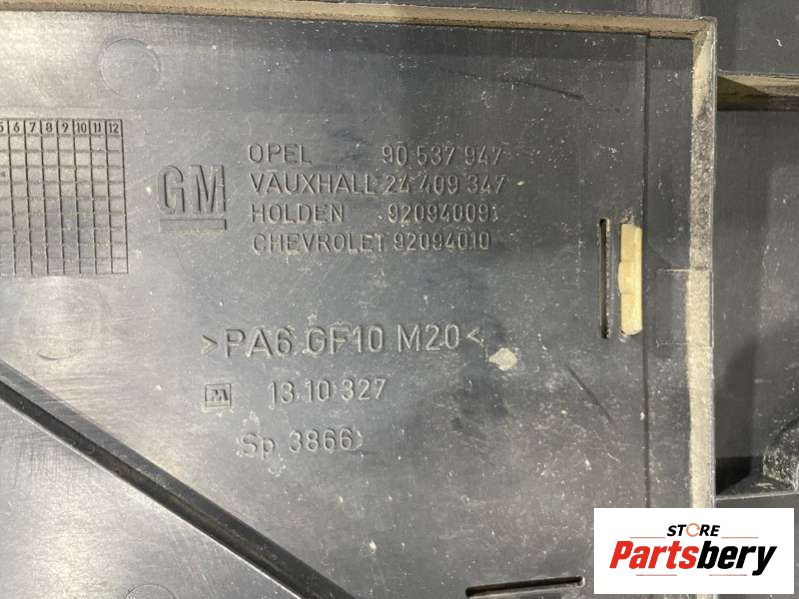 5 6 7 8 9 10 11 12
GM
OPEL 90 537 947
VAUXHALL 24 409 347
HOLDEN 92094009
CHEVROLET 92094010
>PA6 GF10 M20<
13.10 327
Sp 3866
STORE
Partsbery